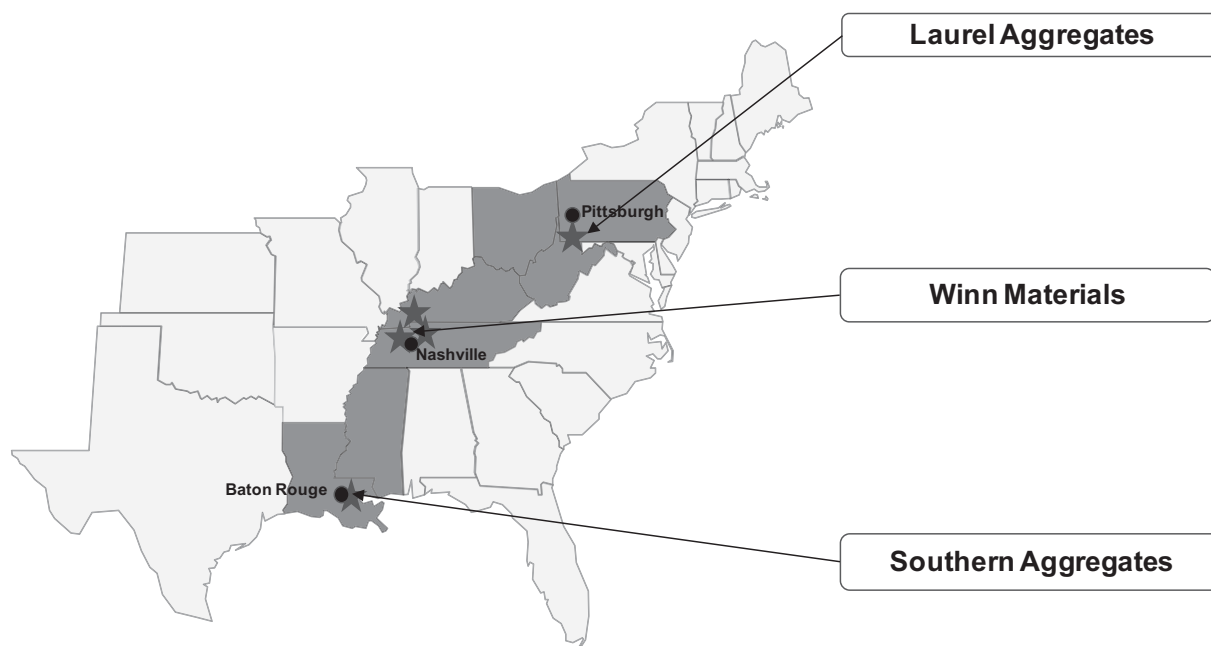 Laurel Aggregates
Pittsburgh
Winn Materials
Nashville
Baton Rouge
Southern Aggregates